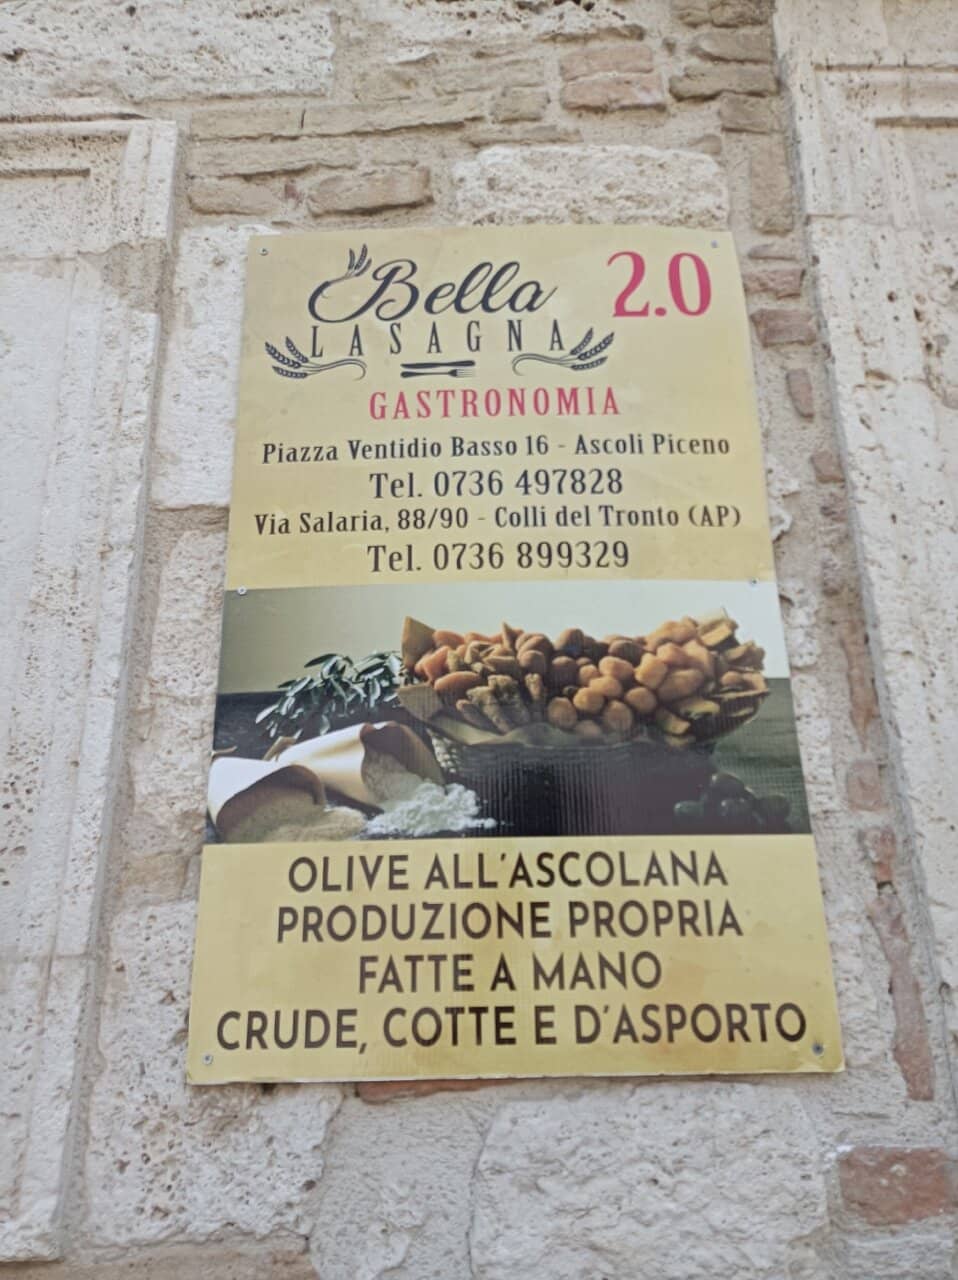 Bella 2.0
LASAGNA
GASTRONOMIA
Piazza Ventidio Basso 16 - Ascoli Piceno
Tel. 0736 497828
Via Salaria, 88/90 - Colli del Tronto (AP)
Tel. 0736 899329
OLIVE ALL'ASCOLANA
PRODUZIONE PROPRIA
FATTE A MANO
CRUDE, COTTE E D'ASPORTO